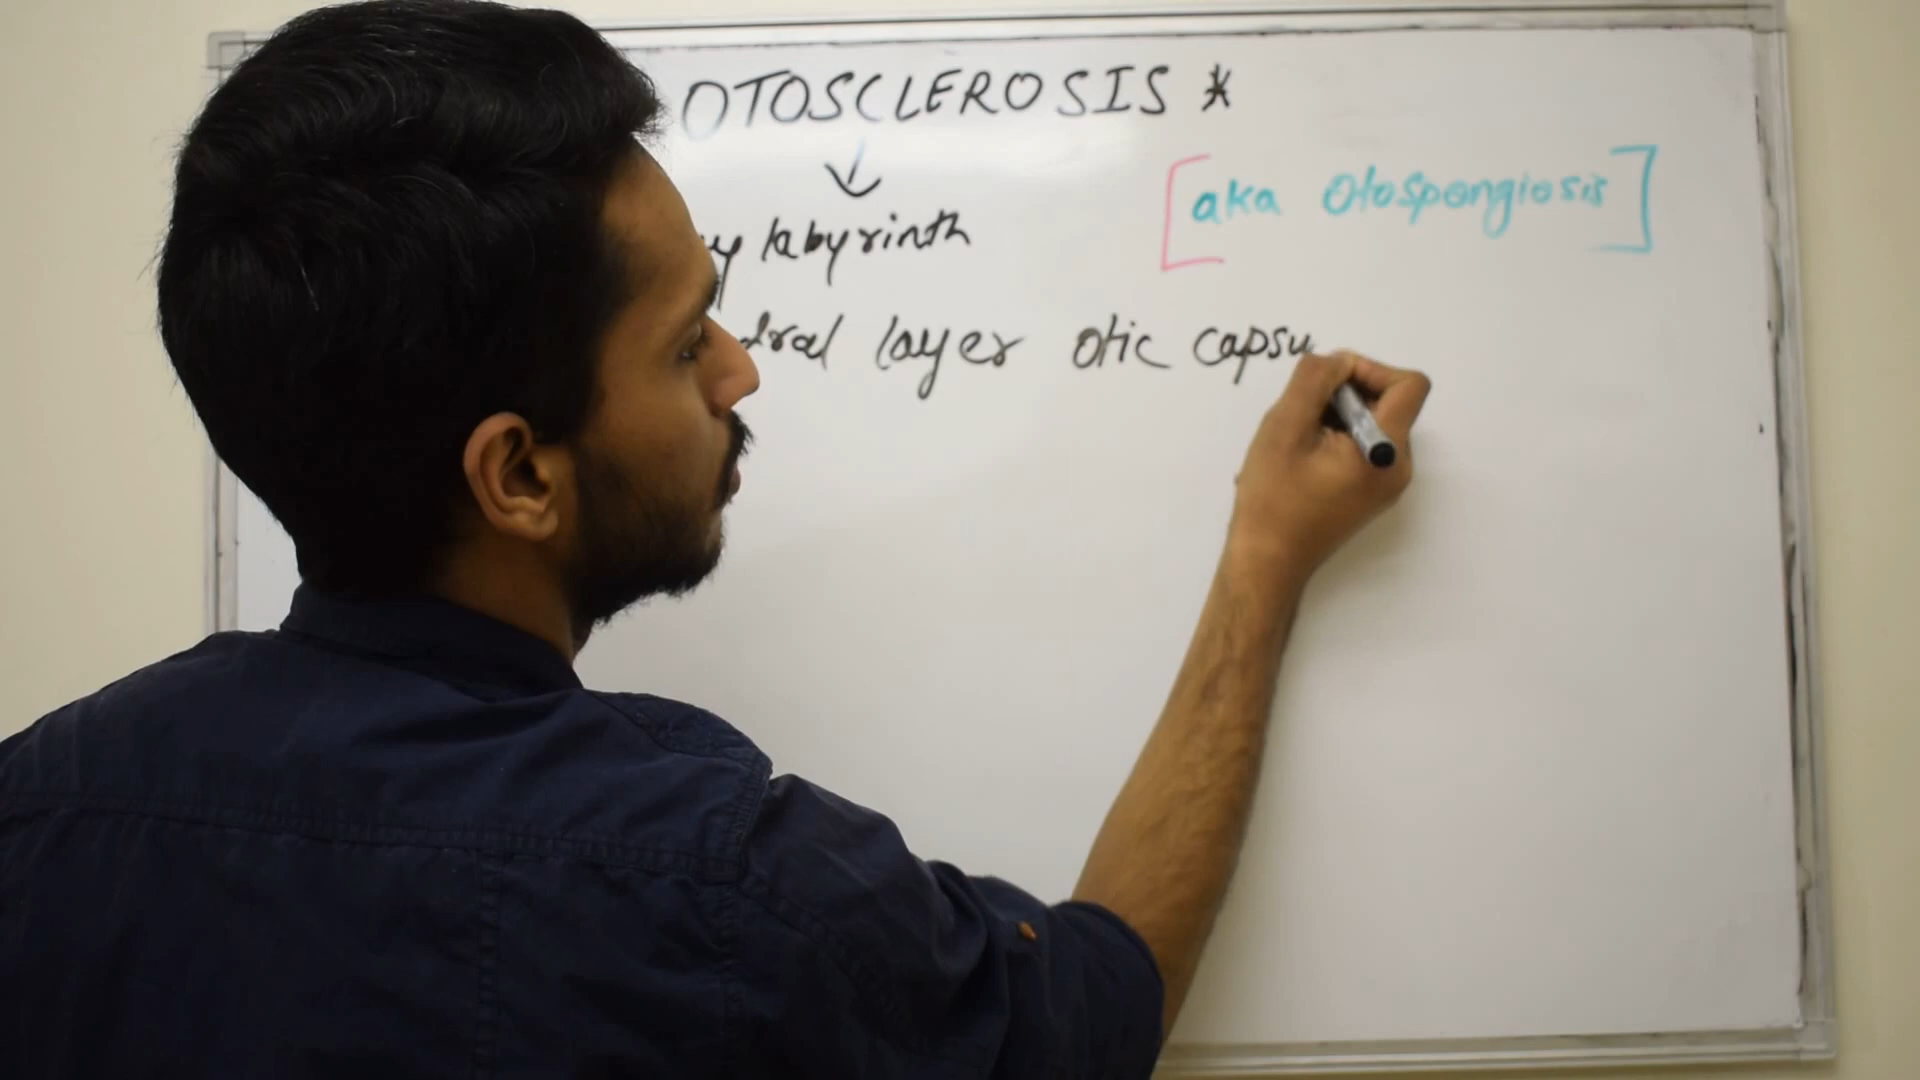 OTOSCLEROSIS *
[aka Otospongiosis]
labyrinth
layer otic capsu